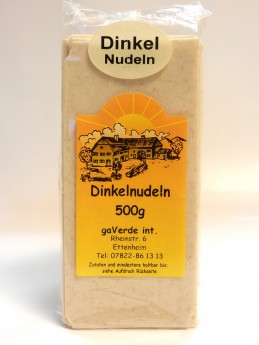 Dinkel
Nudeln
Dinkelnudeln
500g
gaVerde int.
Rheinstr. 6
Ettenheim
Tel: 07822-86 13 13
Zutaten und mindestens haltbar bis:
siehe Aufdruck Rückseite